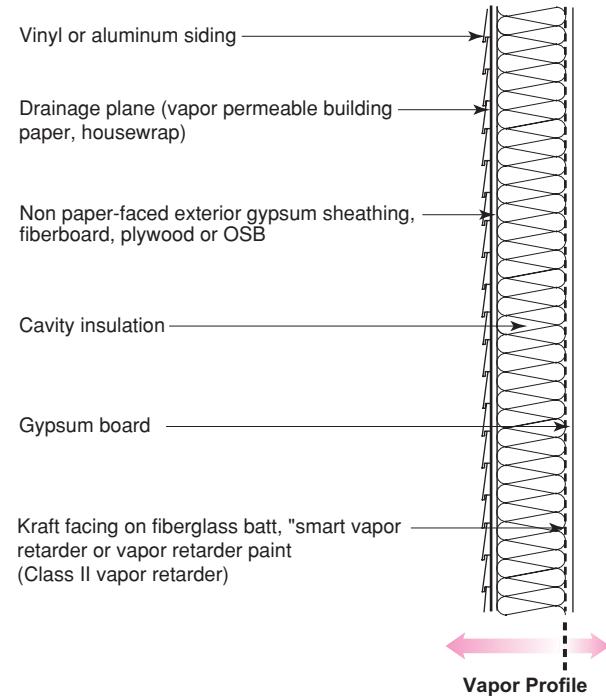 Vinyl or aluminum siding
Drainage plane (vapor permeable building
paper, housewrap)
Non paper-faced exterior gypsum sheathing,
fiberboard, plywood or OSB
Cavity insulation
Gypsum board
Kraft facing on fiberglass batt, "smart vapor
retarder or vapor retarder paint
(Class II vapor retarder)
Vapor Profile